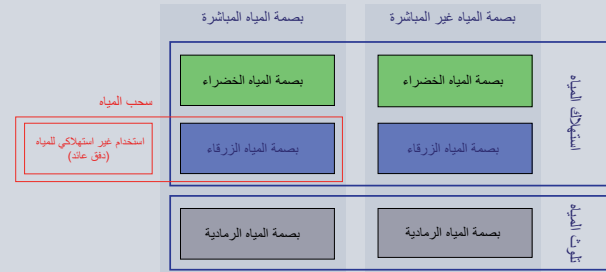 بصمة المياه غير المباشرة
بصمة المياه المباشرة
بصمة المياه الخضراء
بصمة المياه الخضراء
استهلاك المياه
سحب المياه
بصمة المياه الزرقاء
بصمة المياه الزرقاء
استخدام غير استهلاكي للمياه
(دفق عائد)
بصمة المياه الرمادية
بصمة المياه الرمادية
تلوث المياه